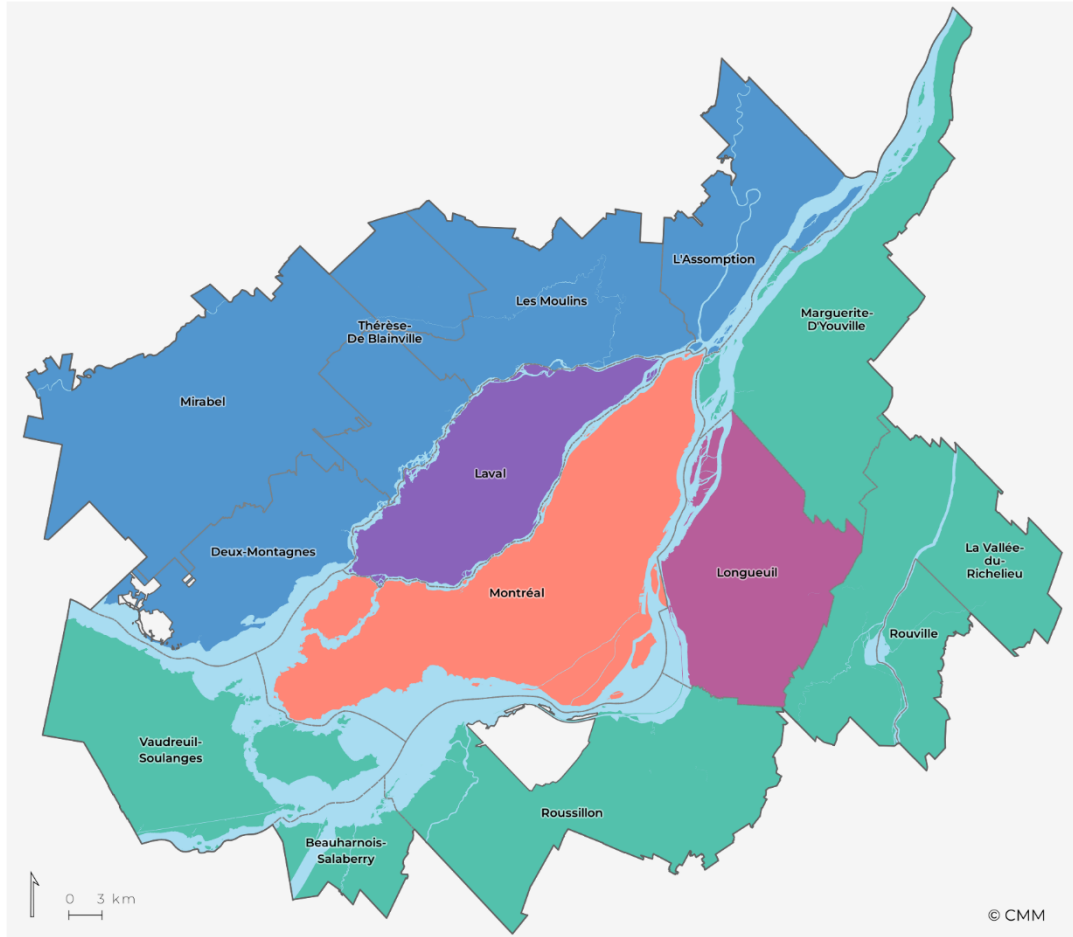 L'Assomption
Les Moulins
Marguerite-
D'Youville
Thérèse-
De Blainville
Mirabel
Laval
Deux-Montagnes
La Vallée-
du-
Richelieu
Longueuil
Montréal
Rouville
Vaudreuil-
Soulanges
Roussillon
Beauharnois-
Salaberry
0 3 km
© CMM